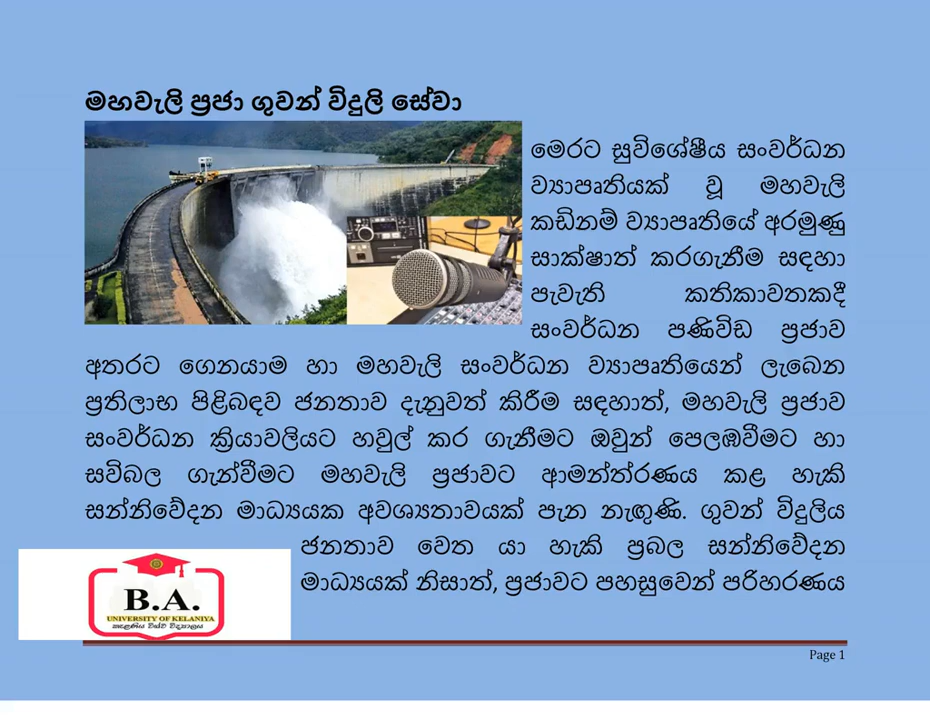 මහවැලි ප්‍රජා ගුවන් විදුලි සේවා
මෙරට සුවිශේෂීය සංවර්ධන
ව්‍යාපෘතියක් වූ මහවැලි
කඩිනම් ව්‍යාපෘතියේ අරමුණු
සාක්ෂාත් කරගැනීම සඳහා
පැවැති කතිකාවතකදී
සංවර්ධන පණිවිඩ ප්‍රජාව
අතරට ගෙනයාම හා මහවැලි සංවර්ධන ව්‍යාපෘතියෙන් ලැබෙන
ප්‍රතිලාභ පිළිබඳව ජනතාව දැනුවත් කිරීම සඳහාත්, මහවැලි ප්‍රජාව
සංවර්ධන ක්‍රියාවලියට හවුල් කර ගැනීමට ඔවුන් පෙලඹවීමට හා
සවිබල ගැන්වීමට මහවැලි ප්‍රජාවට ආමන්ත්රණය කළ හැකි
සන්නිවේදන මාධ්‍යයක අවශ්‍යතාවයක් පැන නැඟුණි. ගුවන් විදුලිය
ජනතාව වෙත යා හැකි ප්‍රබල සන්නිවේදන
මාධ්‍යයක් නිසාත්, ප්‍රජාවට පහසුවෙන් පරිහරණය
B.A.
UNIVERSITY OF KELANIYA
කැළණිය විශ්ව විද්‍යාලය
Page 1